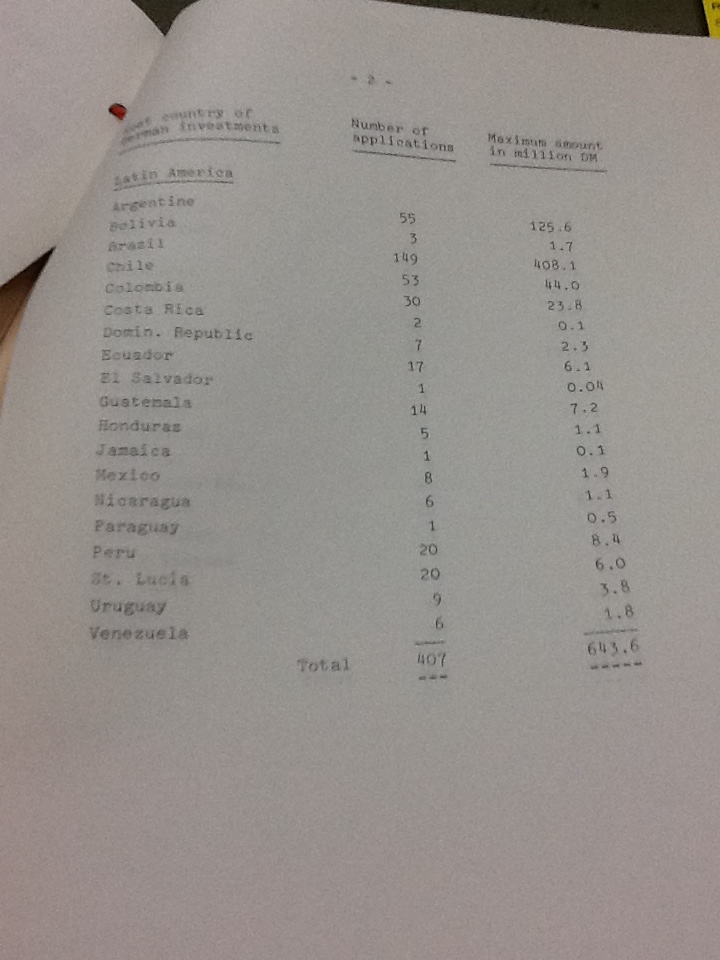 - 2 -
Host country of Number of Maximum amount
German investments applications in million DM
Latin America
Argentine 55 125.6
Bolivia 3 1.7
Brazil 149 408.1
Chile 53 44.0
Colombia 30 23.8
Costa Rica 2 0.1
Domin. Republic 7 2.3
Ecuador 17 6.1
El Salvador 1 0.04
Guatemala 14 7.2
Honduras 5 1.1
Jamaica 1 0.1
Mexico 8 1.9
Nicaragua 6 1.1
Paraguay 1 0.5
Peru 20 8.4
St. Lucia 20 6.0
Uruguay 9 3.8
Venezuela 6 1.8
Total 407 643.6